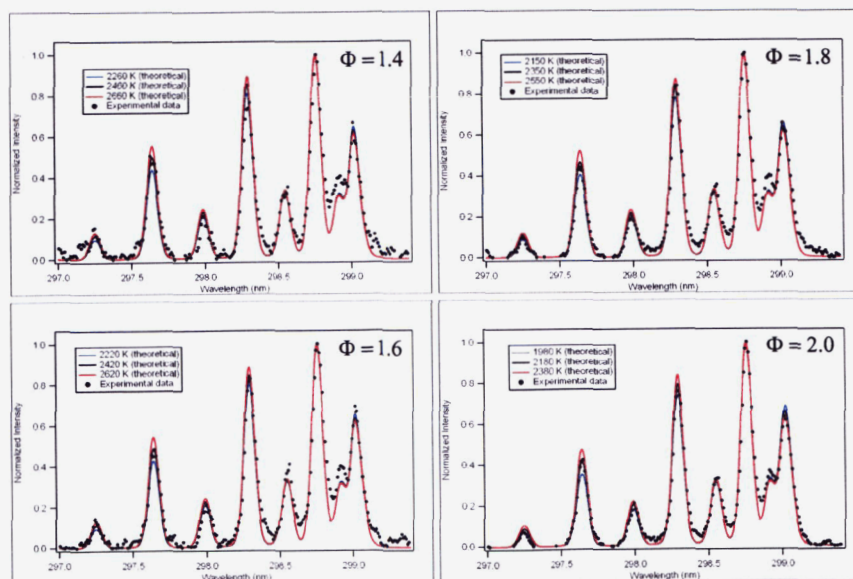 Φ = 1.4
2260 K (theoretical)
2460 K (theoretical)
2660 K (theoretical)
Experimental data
Normalized Intensity
1.0
0.8
0.6
0.4
0.2
0.0
297.0
297.5
298.0
298.5
299.0
Wavelength (nm)
Φ = 1.8
2150 K (theoretical)
2350 K (theoretical)
2550 K (theoretical)
Experimental data
Normalized Intensity
1.0
0.8
0.6
0.4
0.2
0.0
297.0
297.5
298.0
298.5
299.0
Wavelength (nm)
Φ = 1.6
2220 K (theoretical)
2420 K (theoretical)
2620 K (theoretical)
Experimental data
Normalized Intensity
1.0
0.8
0.6
0.4
0.2
0.0
297.0
297.5
298.0
298.5
299.0
Wavelength (nm)
Φ = 2.0
1980 K (theoretical)
2180 K (theoretical)
2380 K (theoretical)
Experimental data
Normalized Intensity
1.0
0.8
0.6
0.4
0.2
0.0
297.0
297.5
298.0
298.5
299.0
Wavelength (nm)